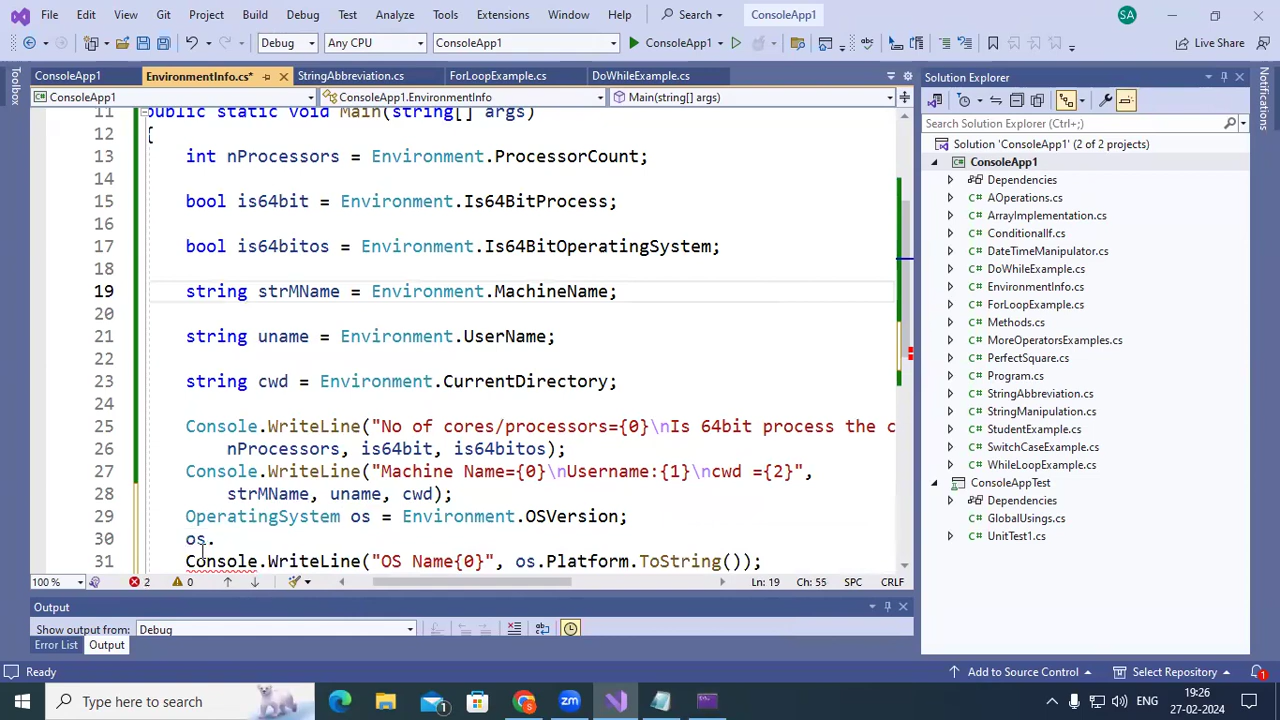 File Edit View Git Project Build Debug Test Analyze Tools Extensions Window Help Search ConsoleApp1 SA
Debug Any CPU ConsoleApp1 ConsoleApp1 Live Share
ConsoleApp1 EnvironmentInfo.cs* StringAbbreviation.cs ForLoopExample.cs DoWhileExample.cs
ConsoleApp1 ConsoleApp1.EnvironmentInfo Main(string[] args)
Toolbox
11 public static void Main(string[] args)
12 {
13 int nProcessors = Environment.ProcessorCount;
14
15 bool is64bit = Environment.Is64BitProcess;
16
17 bool is64bitos = Environment.Is64BitOperatingSystem;
18
19 string strMName = Environment.MachineName;
20
21 string uname = Environment.UserName;
22
23 string cwd = Environment.CurrentDirectory;
24
25 Console.WriteLine("No of cores/processors={0}\nIs 64bit process the c
26 nProcessors, is64bit, is64bitos);
27 Console.WriteLine("Machine Name={0}\nUsername:{1}\ncwd ={2}",
28 strMName, uname, cwd);
29 OperatingSystem os = Environment.OSVersion;
30 os.
31 Console.WriteLine("OS Name{0}", os.Platform.ToString());
100 % 2 0 Ln: 19 Ch: 55 SPC CRLF
Output
Show output from: Debug
Error List Output
Solution Explorer
Search Solution Explorer (Ctrl+;)
Solution 'ConsoleApp1' (2 of 2 projects)
ConsoleApp1
Dependencies
C# AOperations.cs
C# ArrayImplementation.cs
C# ConditionalIf.cs
C# DateTimeManipulator.cs
C# DoWhileExample.cs
C# EnvironmentInfo.cs
C# ForLoopExample.cs
C# Methods.cs
C# MoreOperatorsExamples.cs
C# PerfectSquare.cs
C# Program.cs
C# StringAbbreviation.cs
C# StringManipulation.cs
C# StudentExample.cs
C# SwitchCaseExample.cs
C# WhileLoopExample.cs
ConsoleAppTest
Dependencies
C# GlobalUsings.cs
C# UnitTest1.cs
Notifications
Ready Add to Source Control Select Repository 1
Type here to search 1 ENG 19:26
27-02-2024